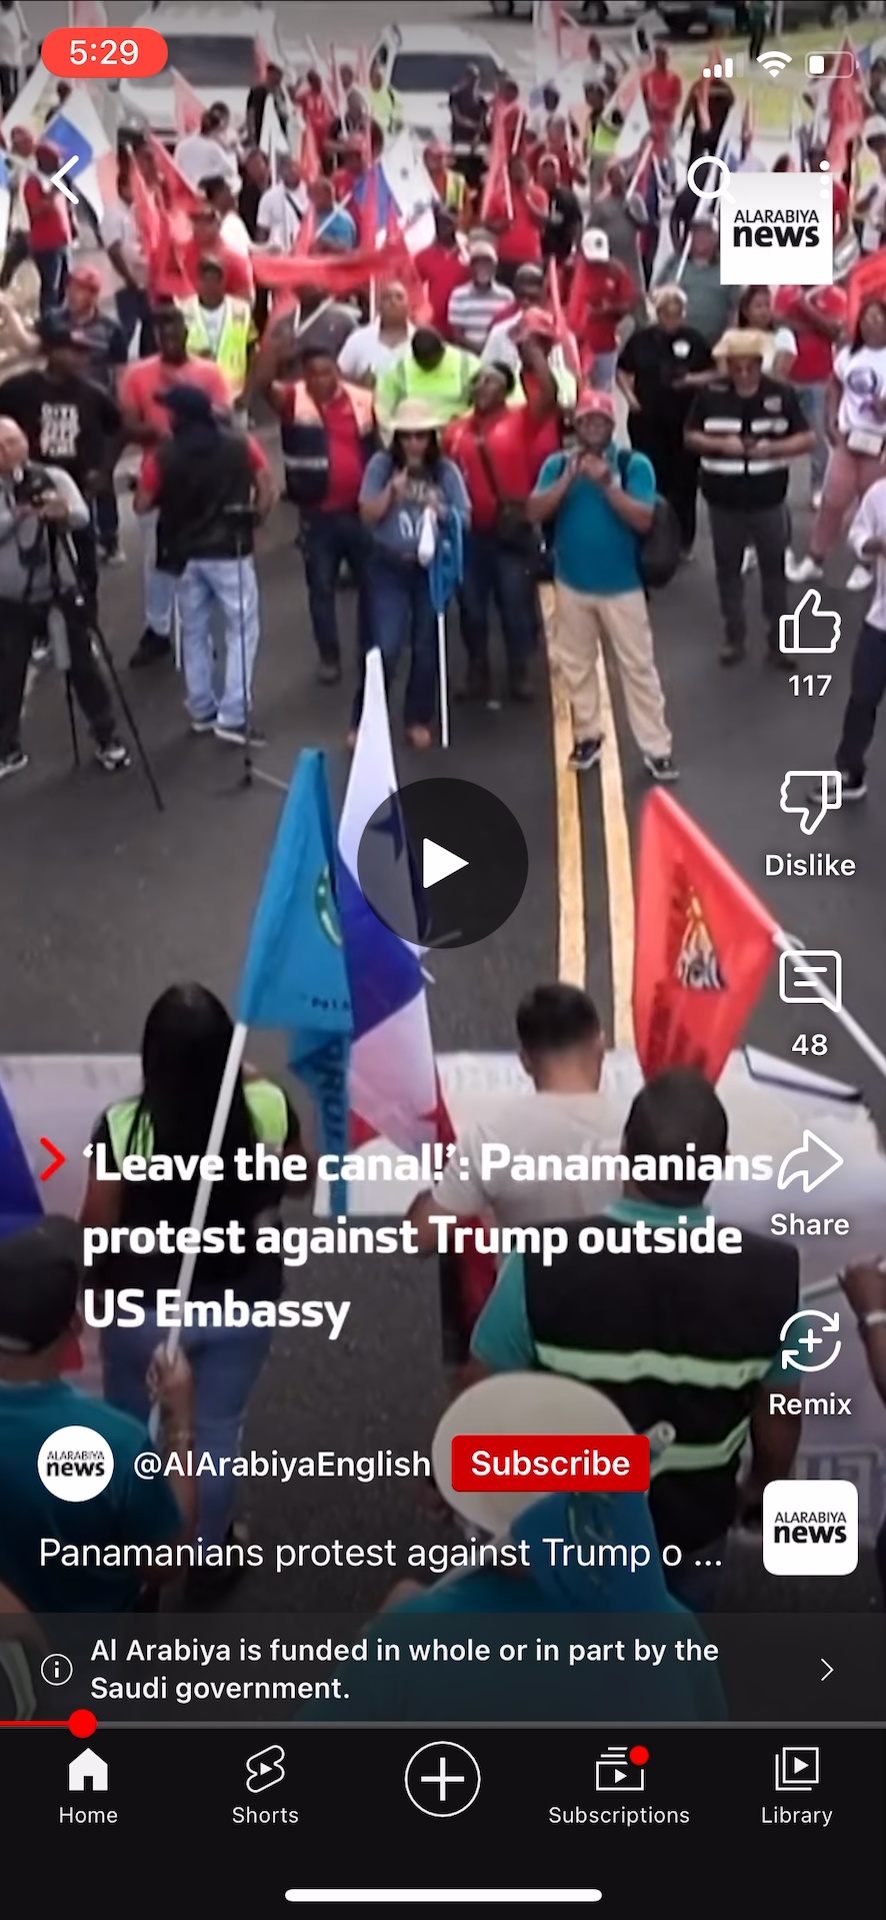 5:29
ALARABIYA
news
117
Dislike
48
‘Leave the canal!’: Panamanians
protest against Trump outside
US Embassy
Share
Remix
ALARABIYA
news
@AlArabiyaEnglish
Subscribe
ALARABIYA
news
Panamanians protest against Trump o ...
Al Arabiya is funded in whole or in part by the
Saudi government.
Home
Shorts
Subscriptions
Library